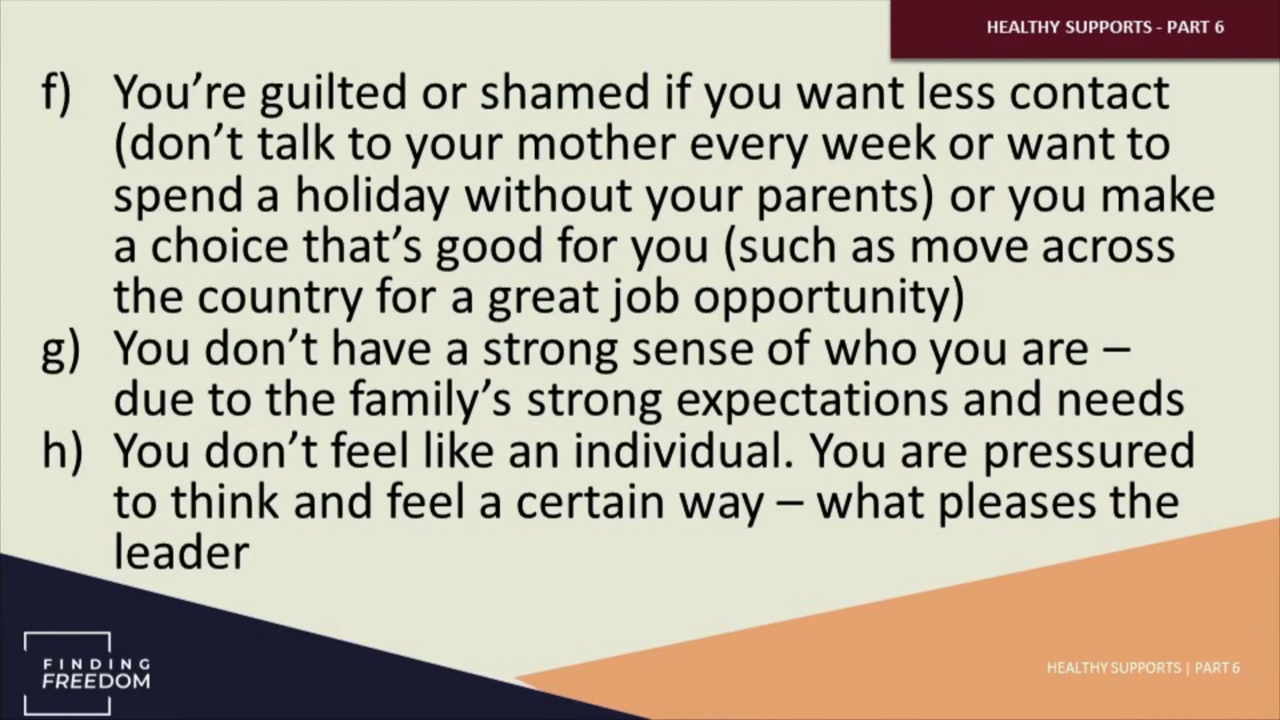 HEALTHY SUPPORTS - PART 6
f) You’re guilted or shamed if you want less contact
(don’t talk to your mother every week or want to
spend a holiday without your parents) or you make
a choice that’s good for you (such as move across
the country for a great job opportunity)
g) You don’t have a strong sense of who you are –
due to the family’s strong expectations and needs
h) You don’t feel like an individual. You are pressured
to think and feel a certain way – what pleases the
leader
FINDING
FREEDOM
HEALTHY SUPPORTS | PART 6